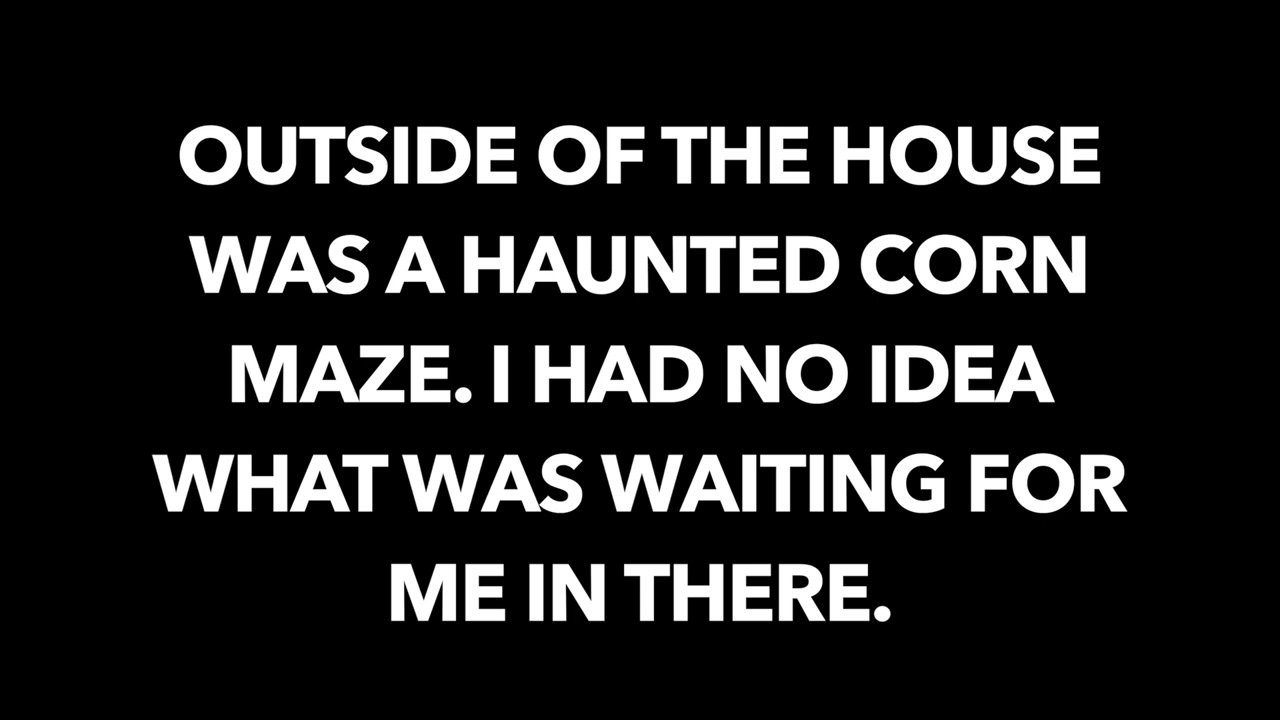 OUTSIDE OF THE HOUSE
WAS A HAUNTED CORN
MAZE. I HAD NO IDEA
WHAT WAS WAITING FOR
ME IN THERE.